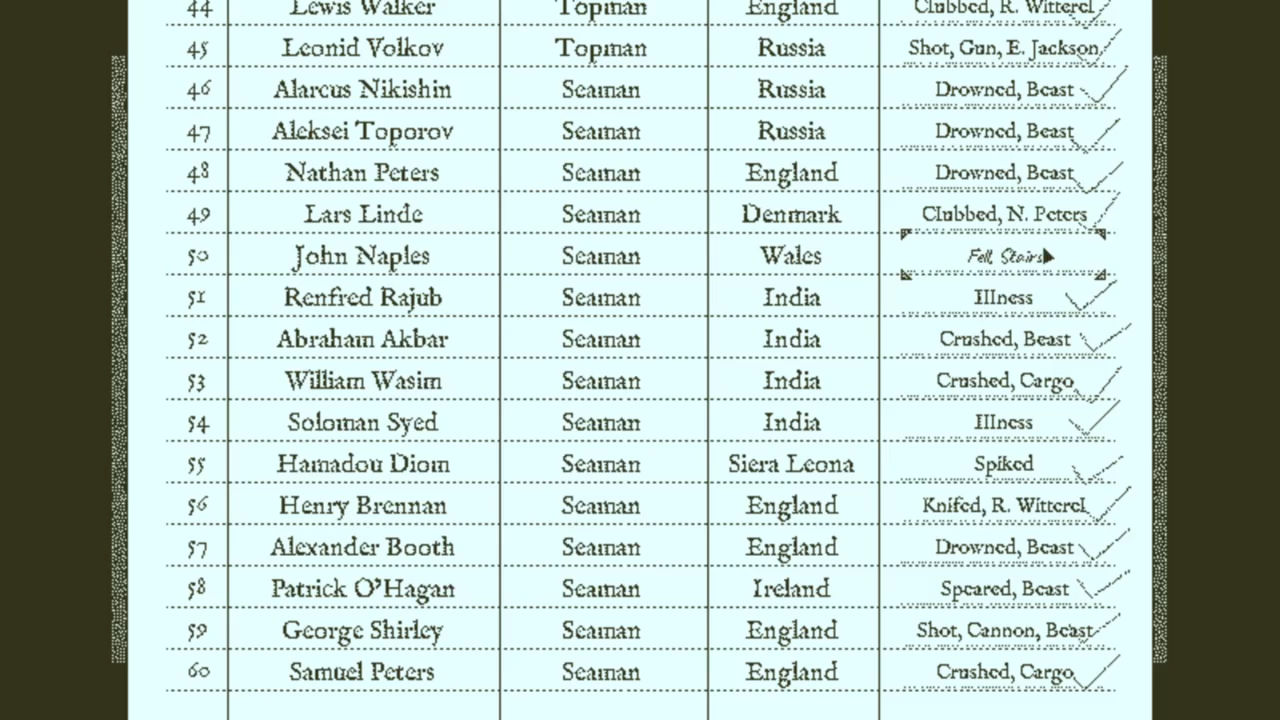 44 Lewis Walker Topman England Clubbed, R. Witterel
45 Leonid Volkov Topman Russia Shot, Gun, E. Jackson
46 Alarcus Nikishin Seaman Russia Drowned, Beast
47 Aleksei Toporov Seaman Russia Drowned, Beast
48 Nathan Peters Seaman England Drowned, Beast
49 Lars Linde Seaman Denmark Clubbed, N. Peters
50 John Naples Seaman Wales Fell Stairs
51 Renfred Rajub Seaman India Illness
52 Abraham Akbar Seaman India Crushed, Beast
53 William Wasim Seaman India Crushed, Cargo
54 Soloman Syed Seaman India Illness
55 Hamadou Diom Seaman Siera Leona Spiked
56 Henry Brennan Seaman England Knifed, R. Witterel
57 Alexander Booth Seaman England Drowned, Beast
58 Patrick O'Hagan Seaman Ireland Speared, Beast
59 George Shirley Seaman England Shot, Cannon, Beast
60 Samuel Peters Seaman England Crushed, Cargo